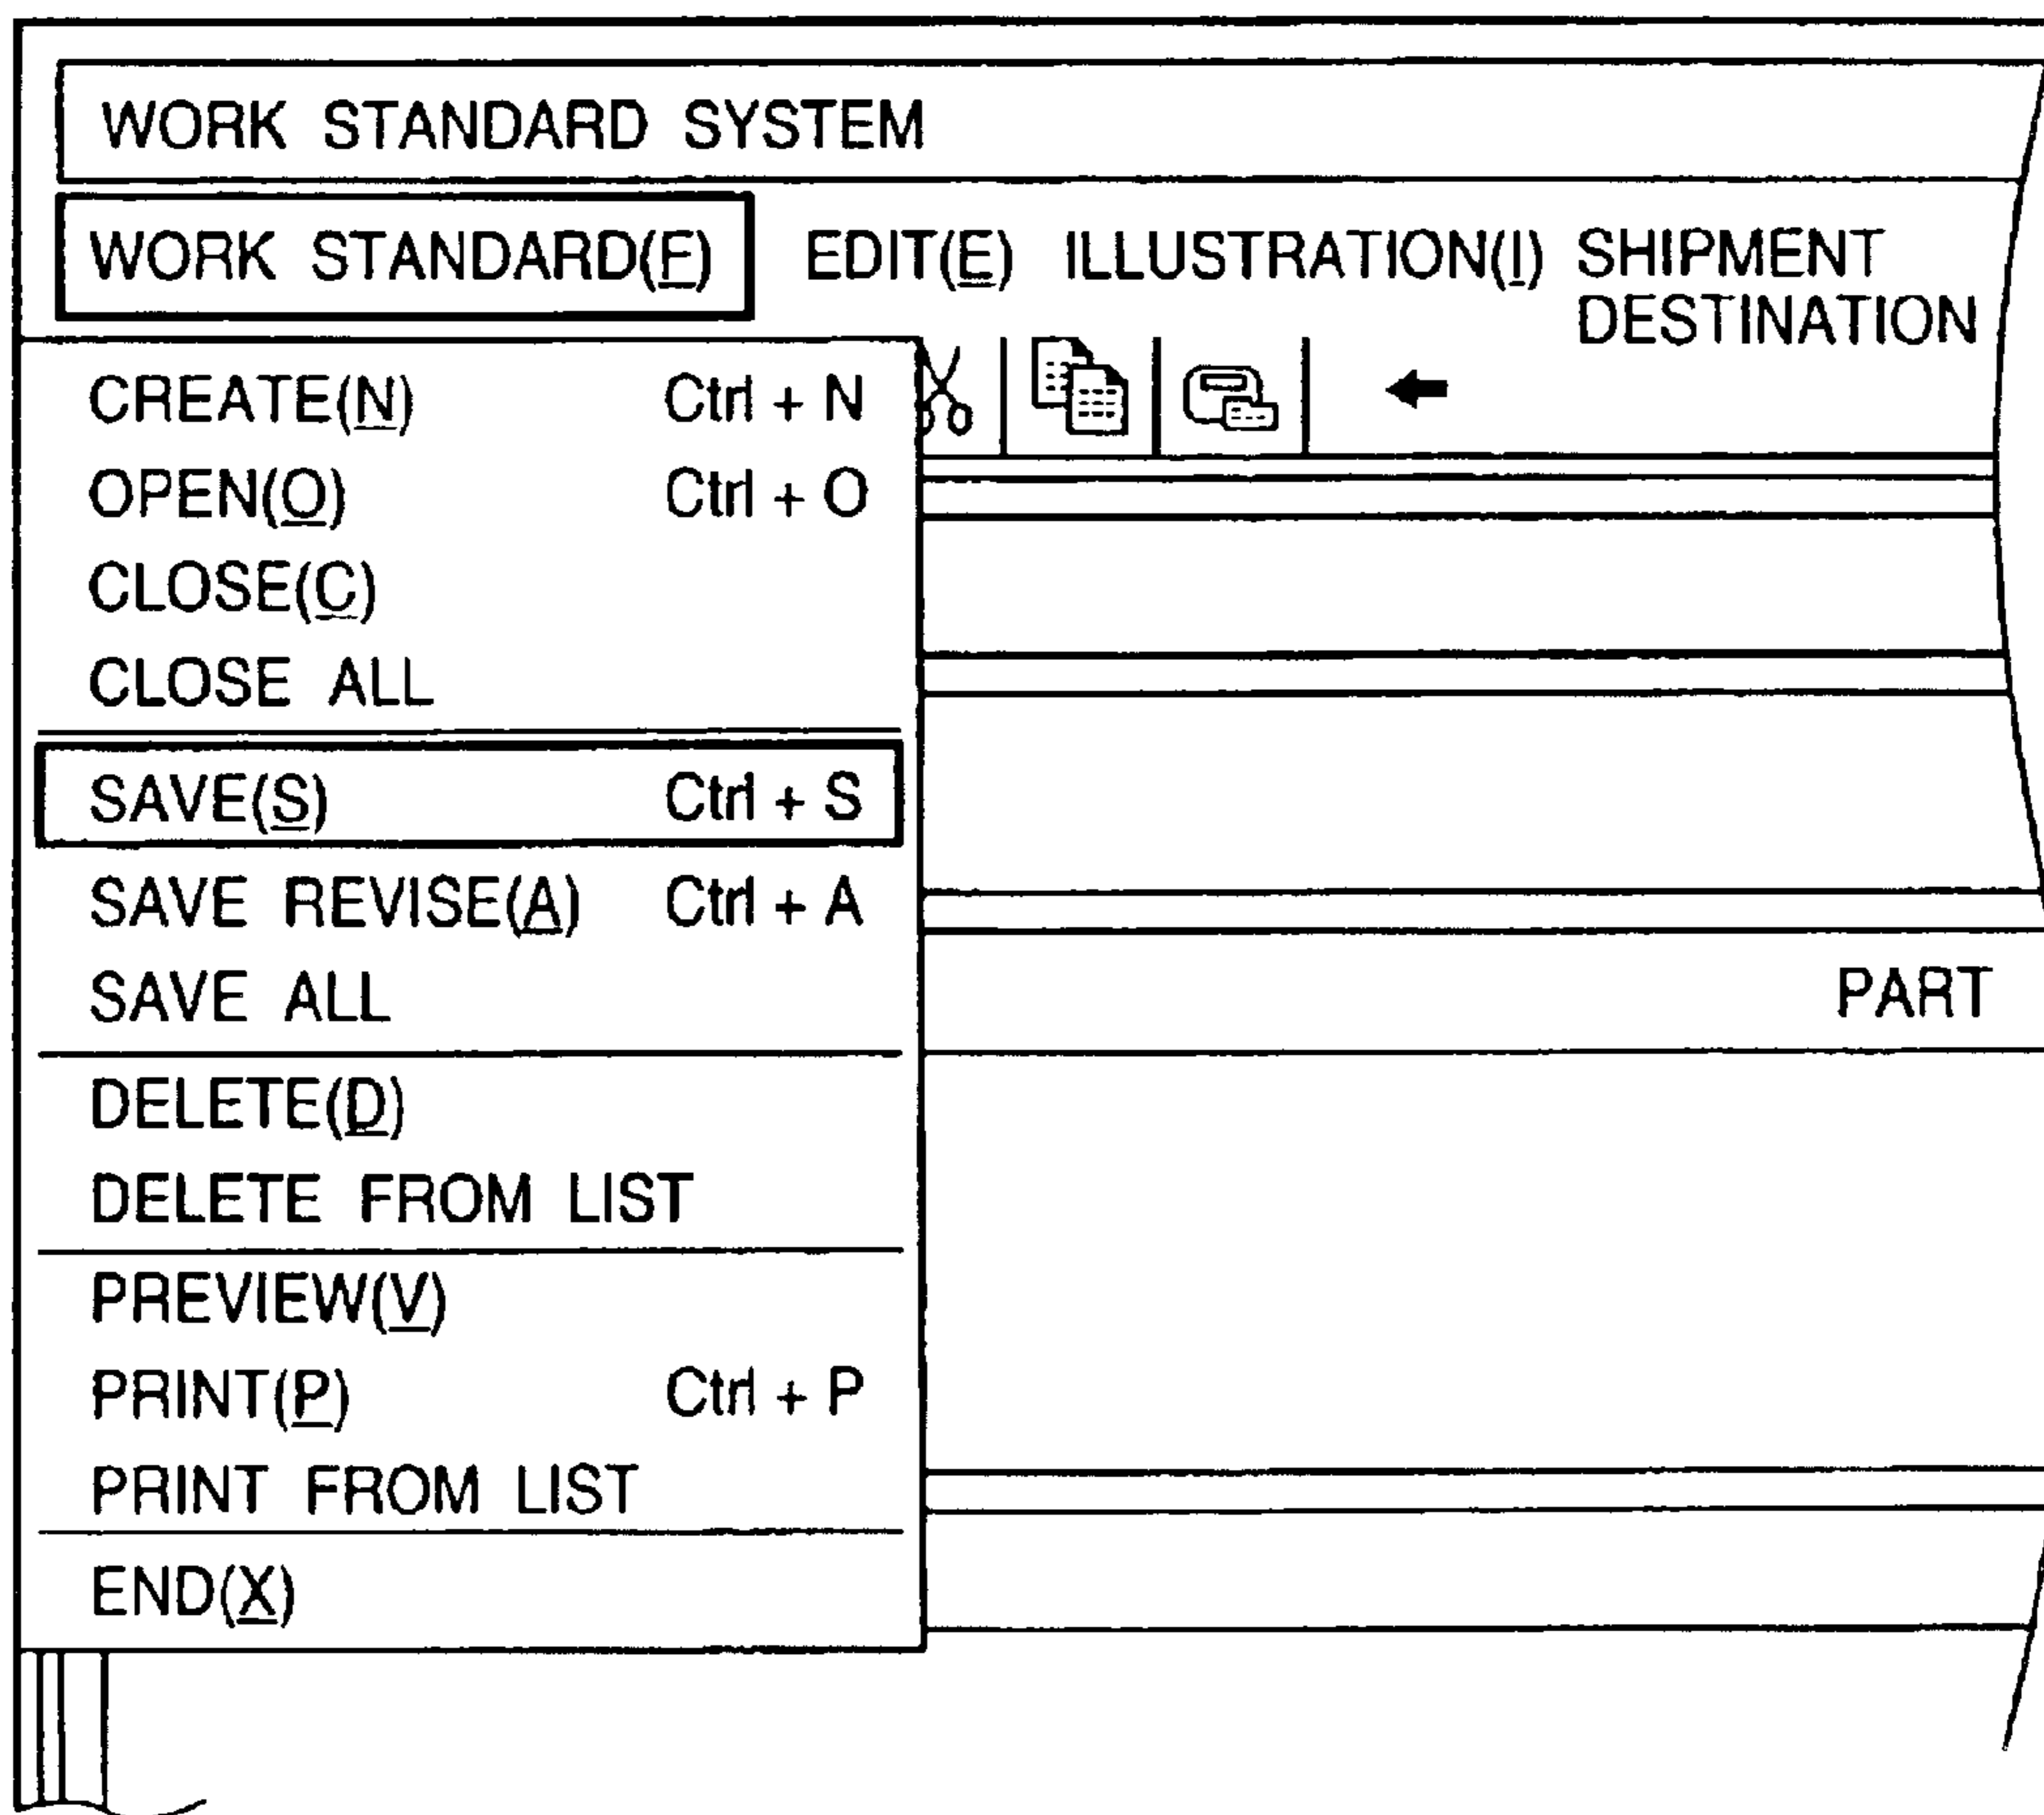 WORK STANDARD SYSTEM
WORK STANDARD(F) EDIT(E) ILLUSTRATION(I) SHIPMENT
DESTINATION
CREATE(N) Ctrl + N
OPEN(O) Ctrl + O
CLOSE(C)
CLOSE ALL
SAVE(S) Ctrl + S
SAVE REVISE(A) Ctrl + A
SAVE ALL
PART
DELETE(D)
DELETE FROM LIST
PREVIEW(V)
PRINT(P) Ctrl + P
PRINT FROM LIST
END(X)